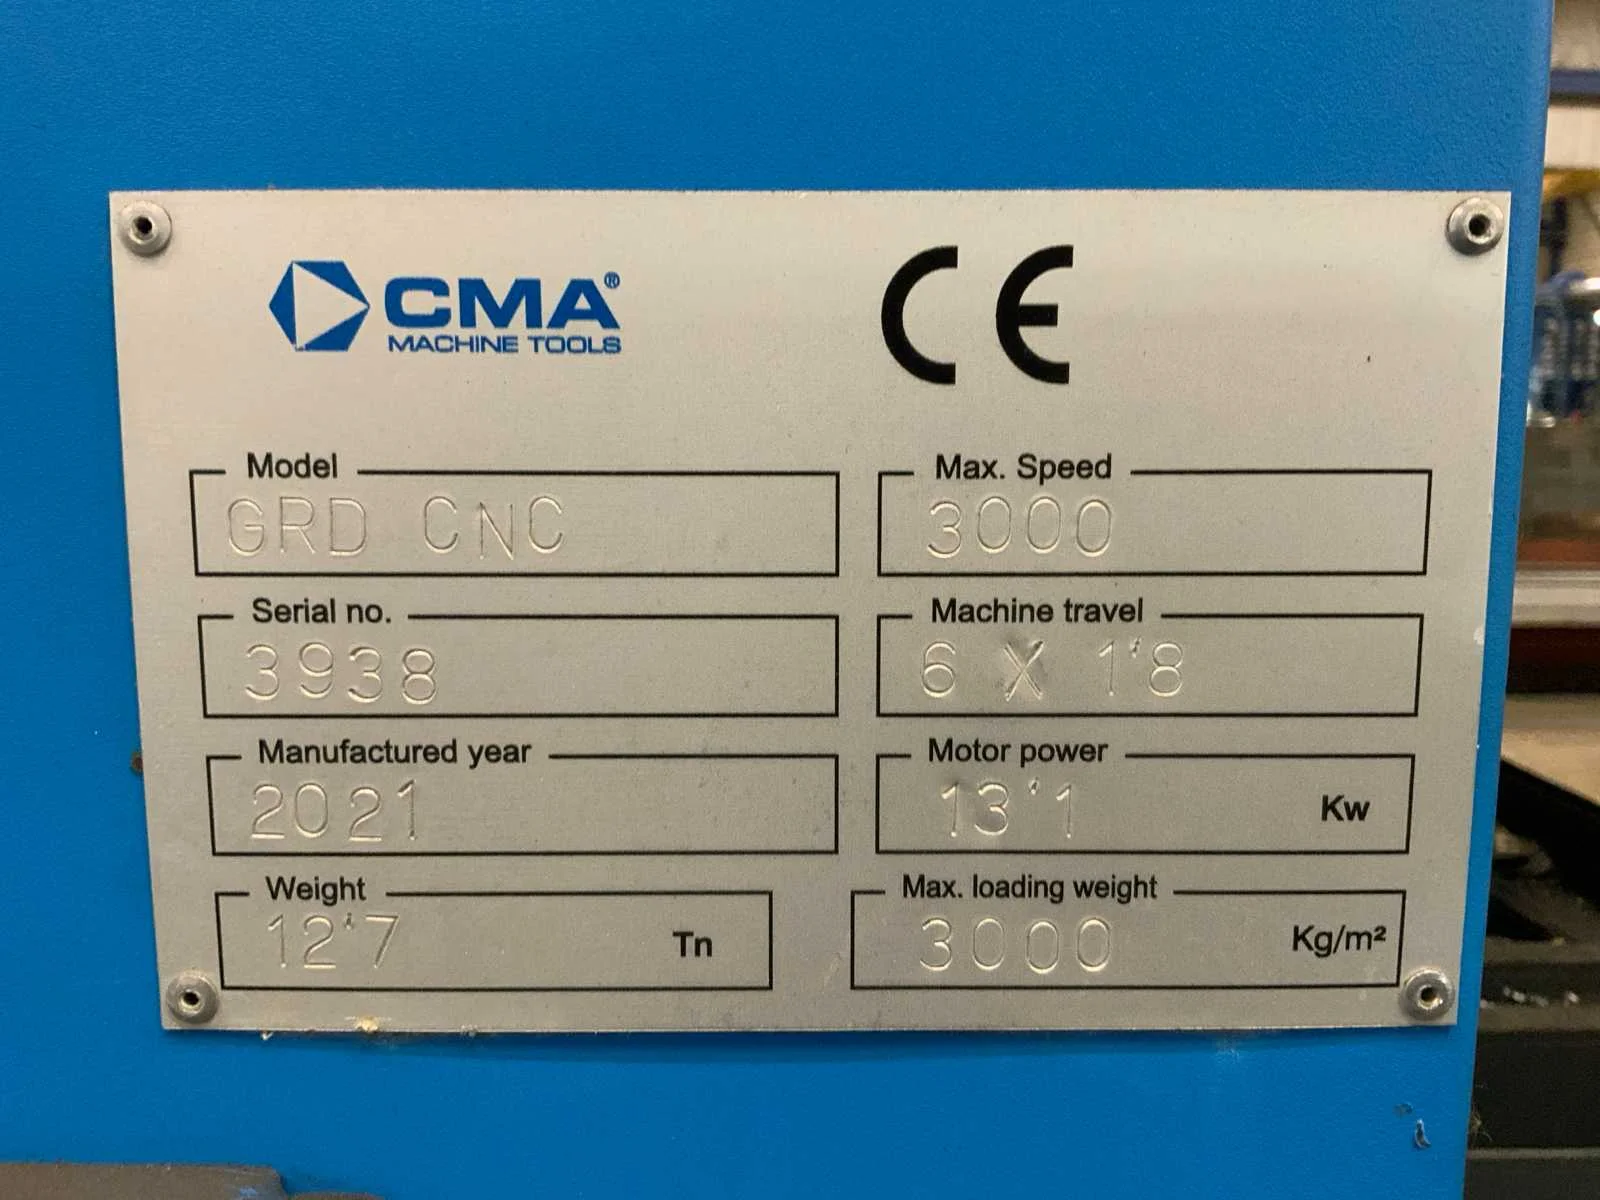 CMA®
MACHINE TOOLS
CE
Model
GRD CNC
Max. Speed
3000
Serial no.
3938
Machine travel
6 X 1'8
Manufactured year
2021
Motor power
13'1 Kw
Weight
12'7 Tn
Max. loading weight
3000 Kg/m²